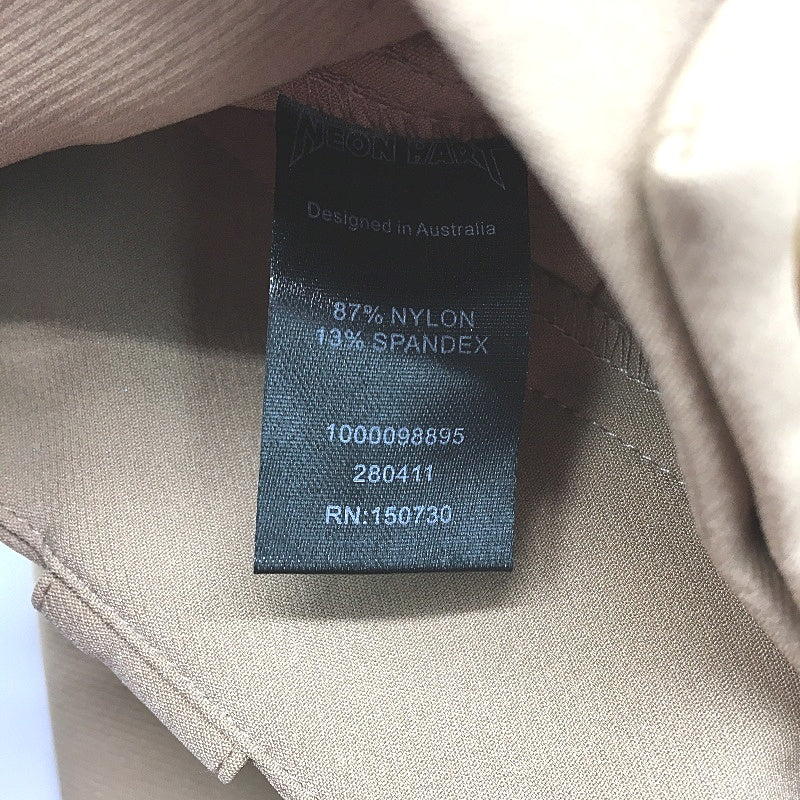 NEON HART
Designed in Australia
87% NYLON
13% SPANDEX
1000098895
280411
RN:150730